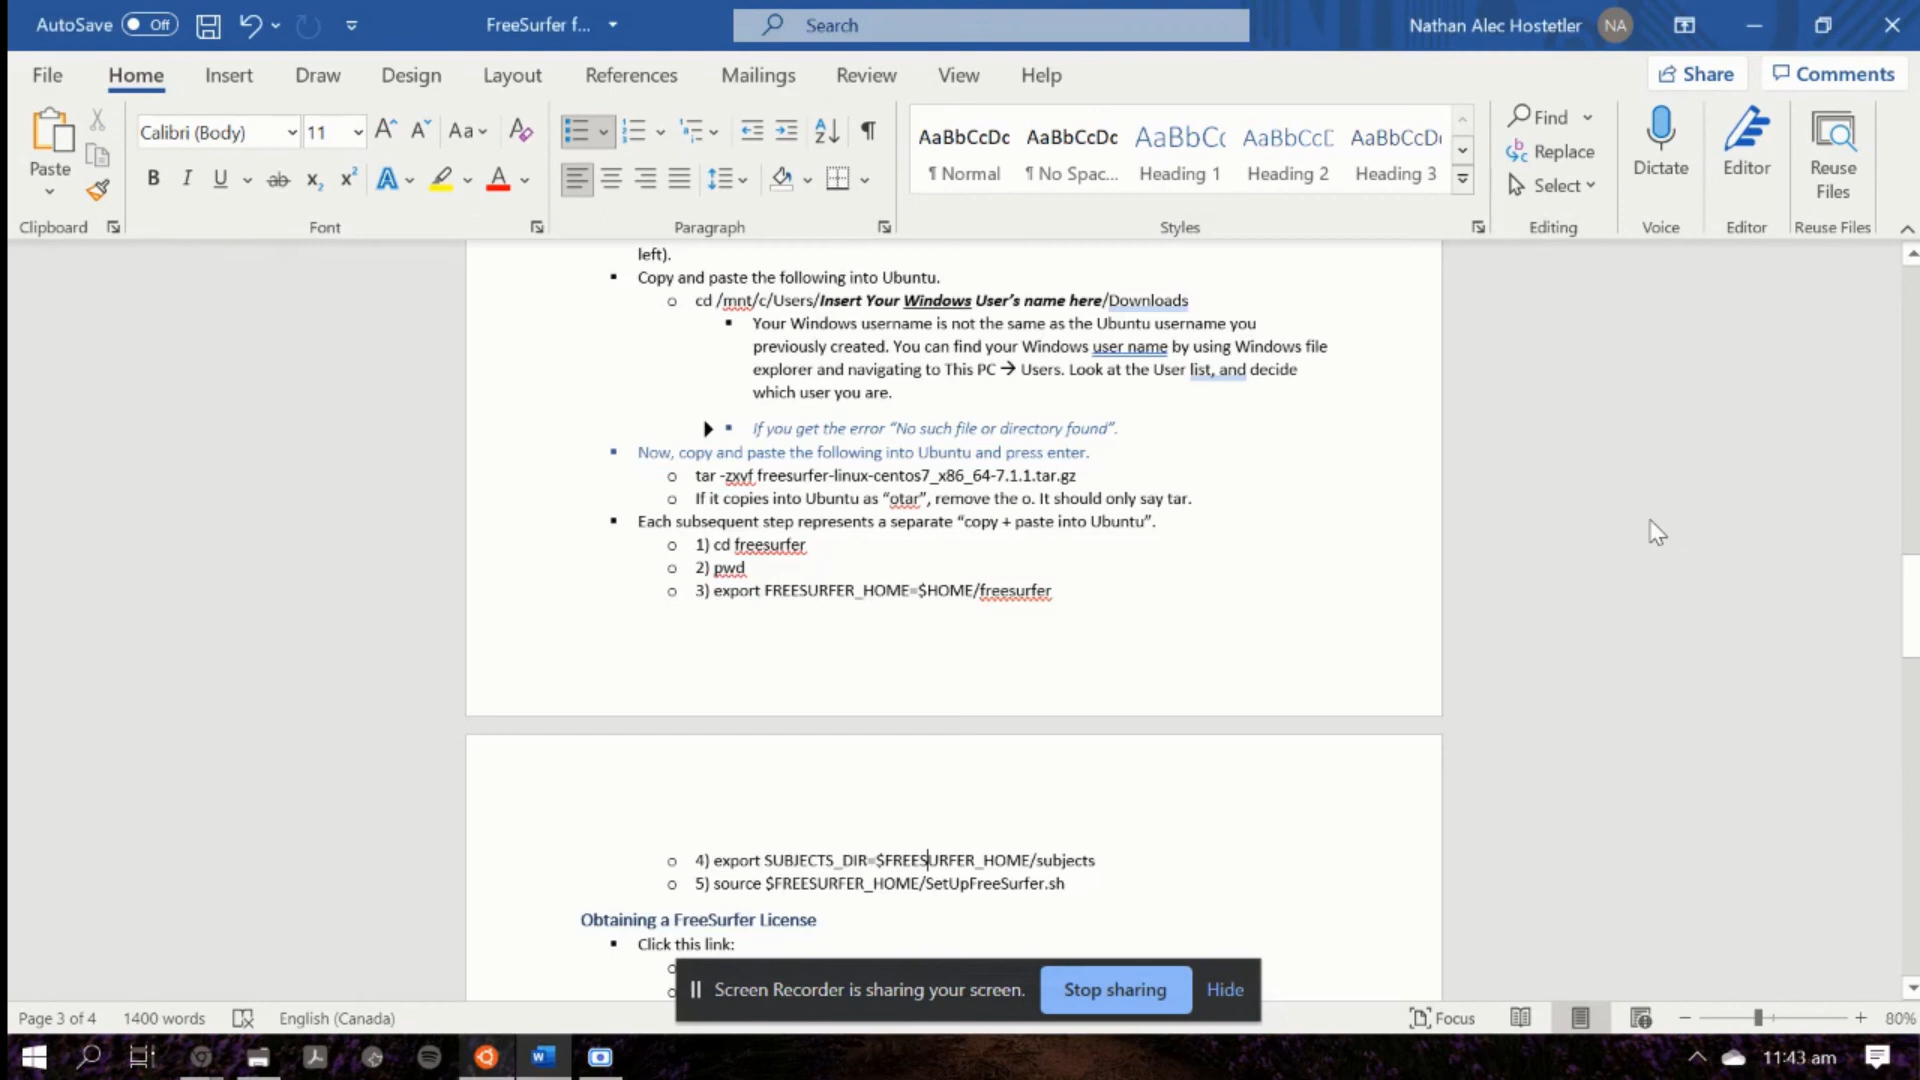 AutoSave Off FreeSurfer f... Search Nathan Alec Hostetler NA
File Home Insert Draw Design Layout References Mailings Review View Help Share Comments
Calibri (Body) 11 Aa
Paste
B I U ab x₂ x² A A
AaBbCcDc AaBbCcDc AaBbCc AaBbCcD AaBbCcDd
¶ Normal ¶ No Spac... Heading 1 Heading 2 Heading 3
Find
Replace
Select
Dictate
Editor
Reuse
Files
Clipboard Font Paragraph Styles Editing Voice Editor Reuse Files
left).
▪ Copy and paste the following into Ubuntu.
o cd /mnt/c/Users/Insert Your Windows User’s name here/Downloads
▪ Your Windows username is not the same as the Ubuntu username you
previously created. You can find your Windows user name by using Windows file
explorer and navigating to This PC → Users. Look at the User list, and decide
which user you are.
▪ If you get the error “No such file or directory found”.
▪ Now, copy and paste the following into Ubuntu and press enter.
o tar -zxvf freesurfer-linux-centos7_x86_64-7.1.1.tar.gz
o If it copies into Ubuntu as “otar”, remove the o. It should only say tar.
▪ Each subsequent step represents a separate “copy + paste into Ubuntu”.
o 1) cd freesurfer
o 2) pwd
o 3) export FREESURFER_HOME=$HOME/freesurfer
o 4) export SUBJECTS_DIR=$FREESURFER_HOME/subjects
o 5) source $FREESURFER_HOME/SetUpFreeSurfer.sh
Obtaining a FreeSurfer License
▪ Click this link:
o
o
Screen Recorder is sharing your screen. Stop sharing Hide
Page 3 of 4 1400 words English (Canada) Focus 80%
11:43 am